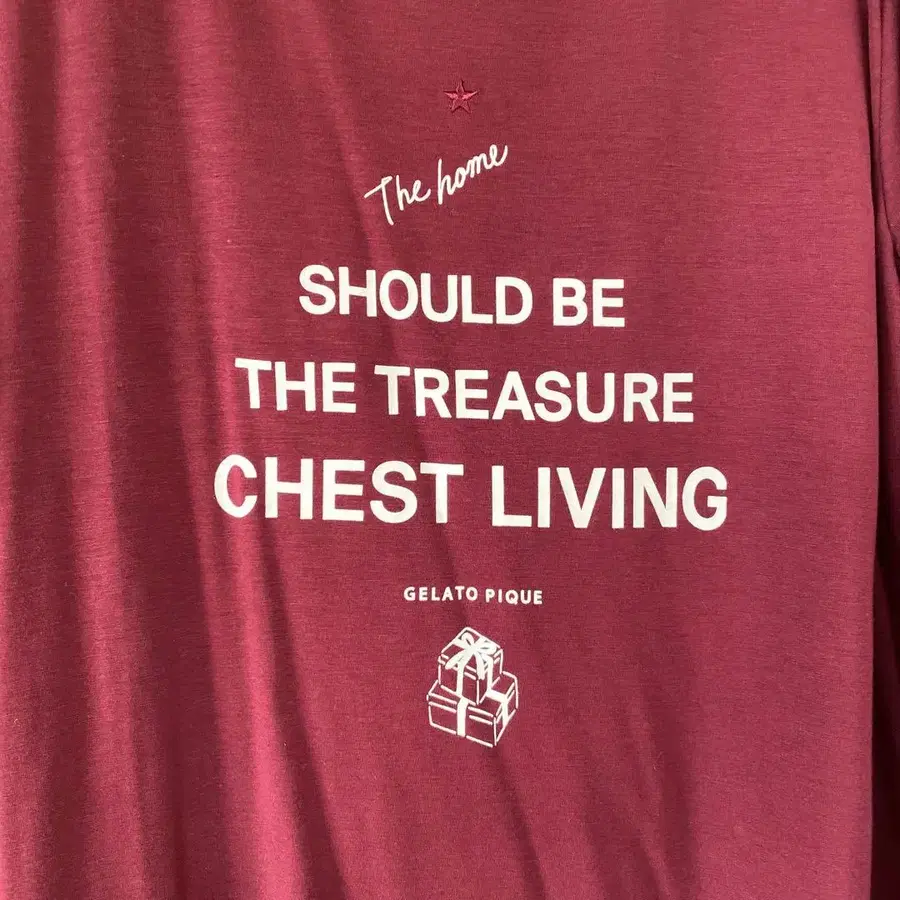 The home
SHOULD BE
THE TREASURE
CHEST LIVING
GELATO PIQUE